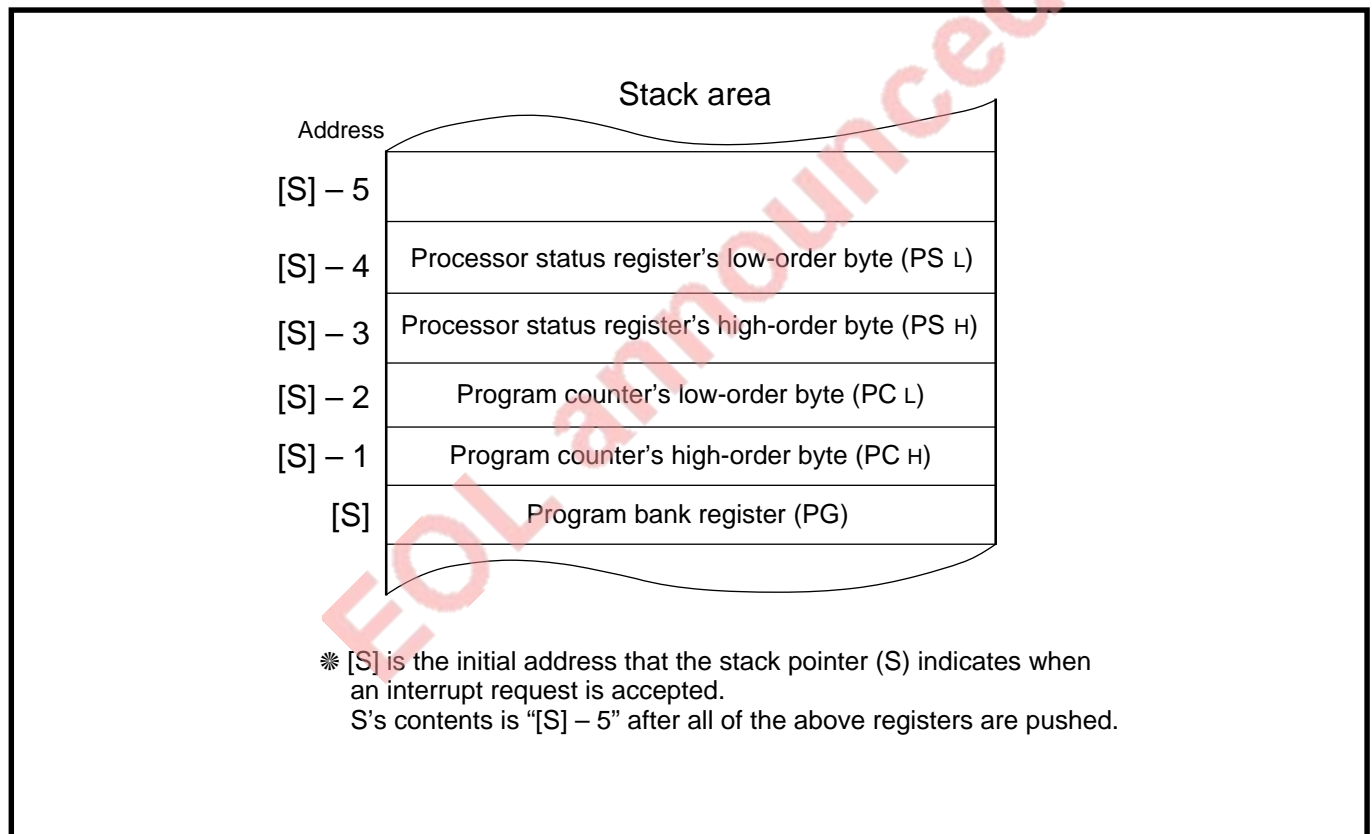 Stack area
Address
[S] – 5
[S] – 4 Processor status register’s low-order byte (PS L)
[S] – 3 Processor status register’s high-order byte (PS H)
[S] – 2 Program counter’s low-order byte (PC L)
[S] – 1 Program counter’s high-order byte (PC H)
[S] Program bank register (PG)
❊ [S] is the initial address that the stack pointer (S) indicates when
an interrupt request is accepted.
S’s contents is “[S] – 5” after all of the above registers are pushed.
EOL announced